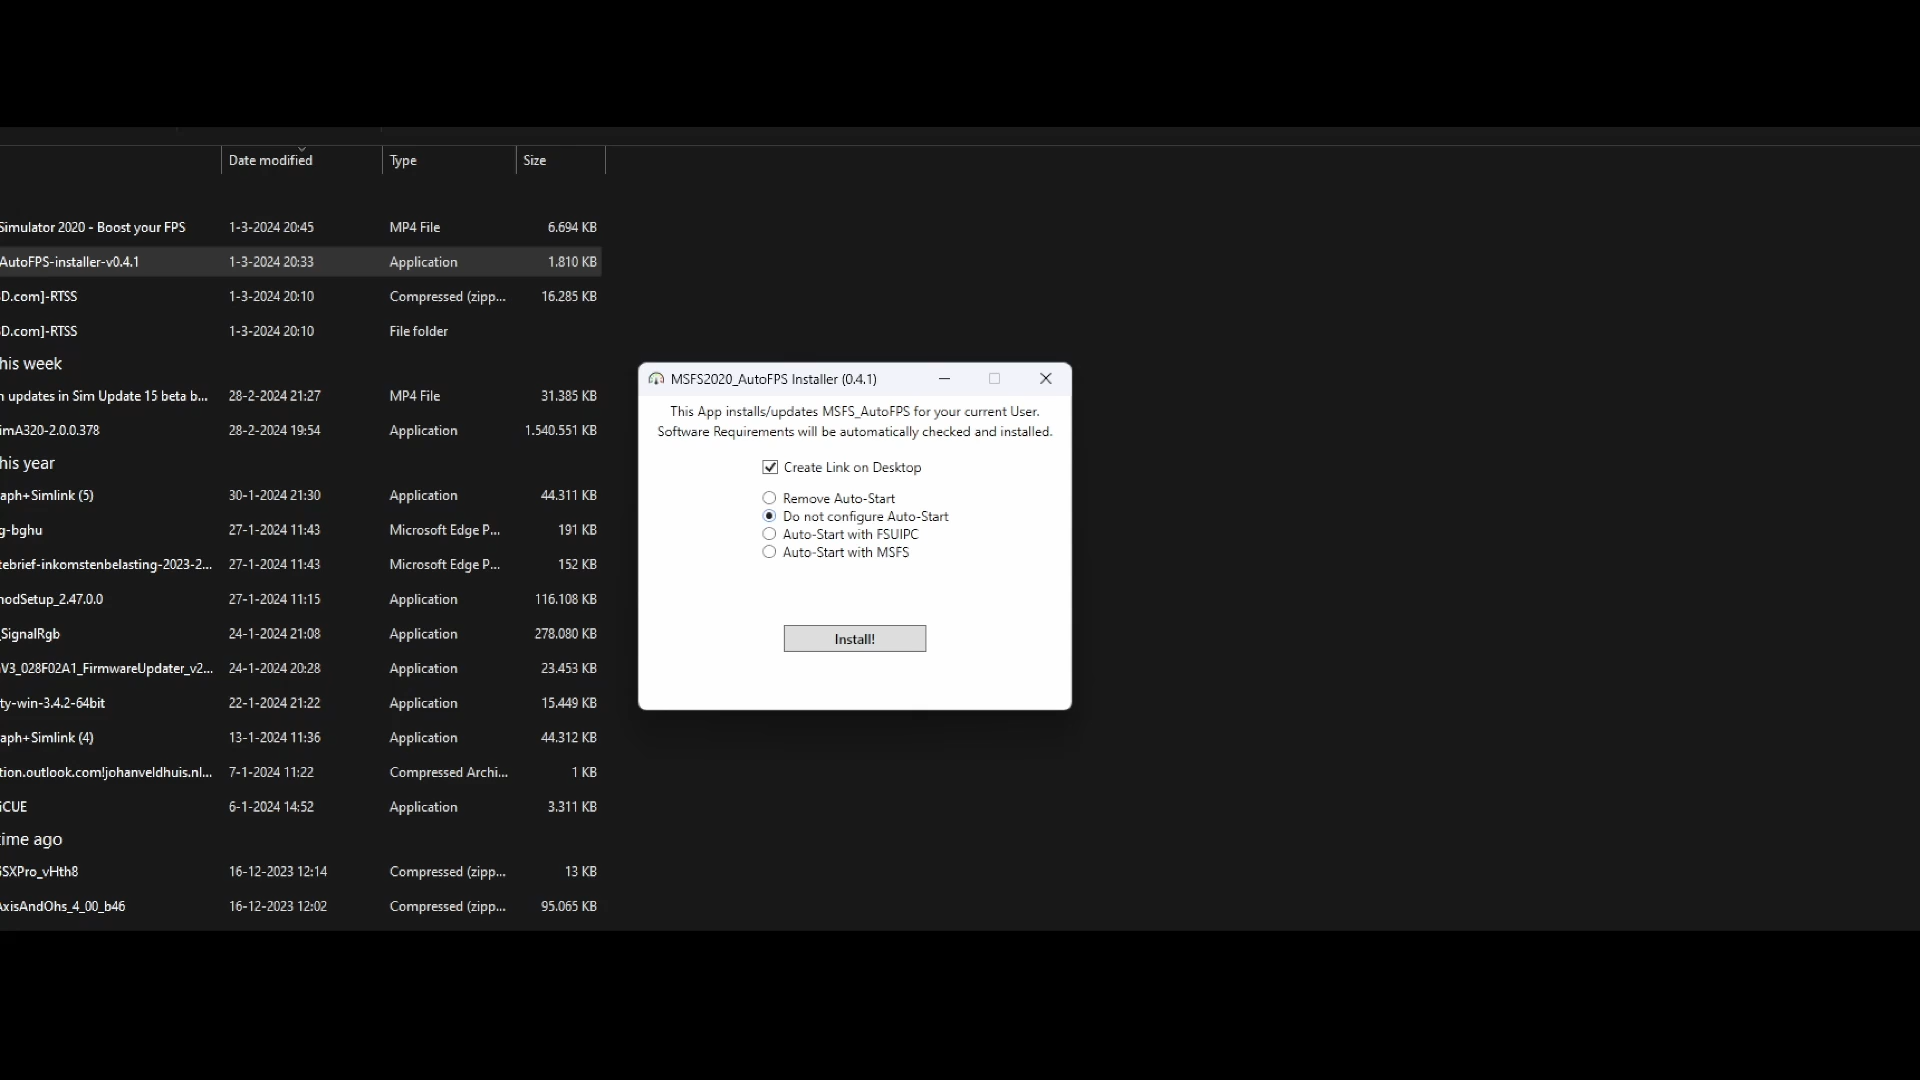 Date modified Type Size
Simulator 2020 - Boost your FPS 1-3-2024 20:45 MP4 File 6.694 KB
AutoFPS-installer-v0.4.1 1-3-2024 20:33 Application 1.810 KB
D.com]-RTSS 1-3-2024 20:10 Compressed (zipp... 16.285 KB
D.com]-RTSS 1-3-2024 20:10 File folder
his week
updates in Sim Update 15 beta b... 28-2-2024 21:27 MP4 File 31.385 KB
imA320-2.0.0.378 28-2-2024 19:54 Application 1.540.551 KB
his year
aph+Simlink (5) 30-1-2024 21:30 Application 44.311 KB
g-bghu 27-1-2024 11:43 Microsoft Edge P... 191 KB
tebrief-inkomstenbelasting-2023-2... 27-1-2024 11:43 Microsoft Edge P... 152 KB
modSetup_2.47.0.0 27-1-2024 11:15 Application 116.108 KB
_SignalRgb 24-1-2024 21:08 Application 278.080 KB
V3_028F02A1_FirmwareUpdater_v2... 24-1-2024 20:28 Application 23.453 KB
ty-win-3.4.2-64bit 22-1-2024 21:22 Application 15.449 KB
aph+Simlink (4) 13-1-2024 11:36 Application 44.312 KB
tion.outlook.com!johanveldhuis.nl... 7-1-2024 11:22 Compressed Archi... 1 KB
iCUE 6-1-2024 14:52 Application 3.311 KB
time ago
SXPro_vHth8 16-12-2023 12:14 Compressed (zipp... 13 KB
AxisAndOhs_4_00_b46 16-12-2023 12:02 Compressed (zipp... 95.065 KB
MSFS2020_AutoFPS Installer (0.4.1)
This App installs/updates MSFS_AutoFPS for your current User.
Software Requirements will be automatically checked and installed.
Create Link on Desktop
Remove Auto-Start
Do not configure Auto-Start
Auto-Start with FSUIPC
Auto-Start with MSFS
Install!